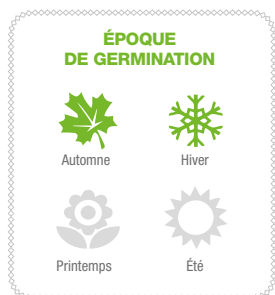 ÉPOQUE
DE GERMINATION
Automne
Hiver
Printemps
Été